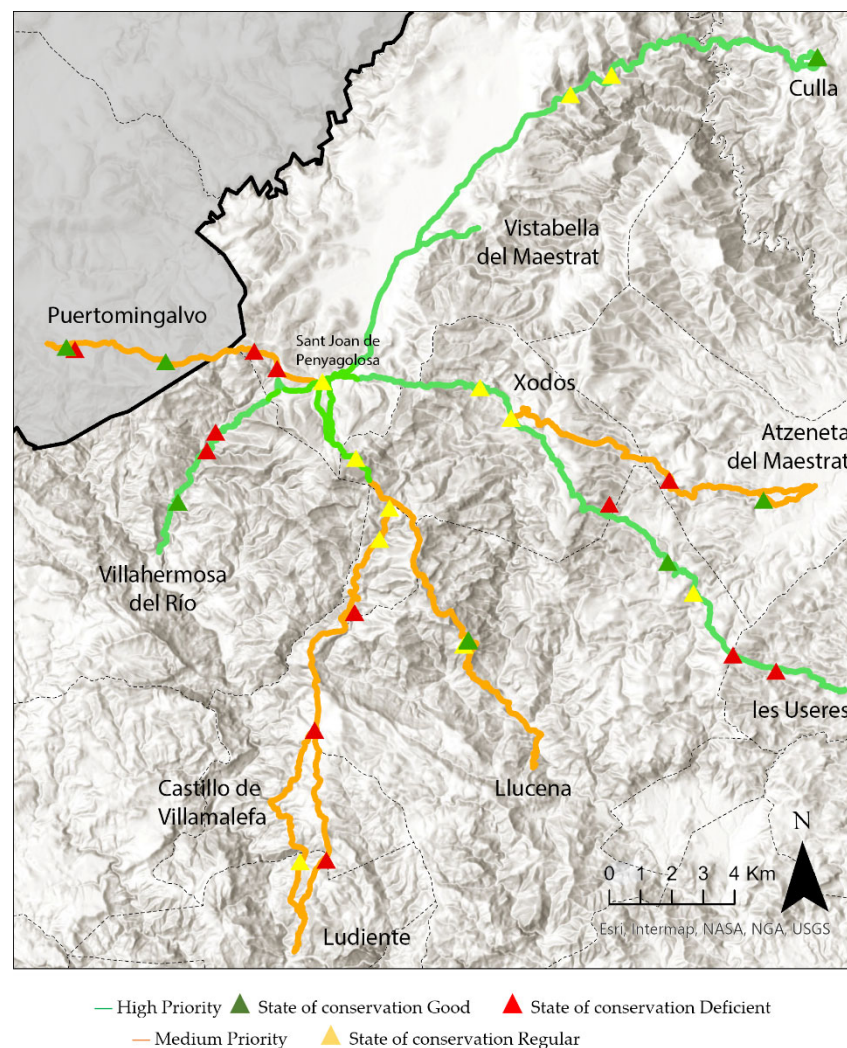 Culla
Vistabella
del Maestrat
Puertomingalvo
Sant Joan de
Penyagolosa
Xodos
Atzeneta
del Maestrat
Villahermosa
del Río
les Useres
Castillo de
Villamalefa
Llucena
Ludiente
N
0 1 2 3 4 Km
Esri, Intermap, NASA, NGA, USGS
High Priority State of conservation Good State of conservation Deficient
Medium Priority State of conservation Regular